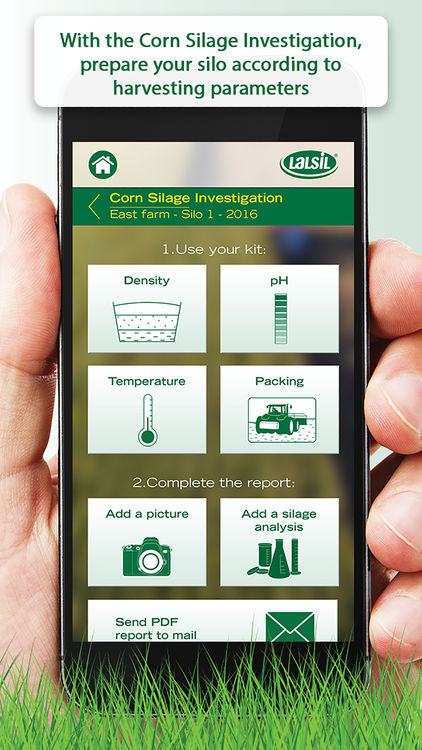 With the Corn Silage Investigation,
prepare your silo according to
harvesting parameters
LALSIL®
Corn Silage Investigation
East farm - Silo 1 - 2016
1.Use your kit:
Density
pH
Temperature
Packing
2.Complete the report:
Add a picture
Add a silage
analysis
Send PDF
report to mail